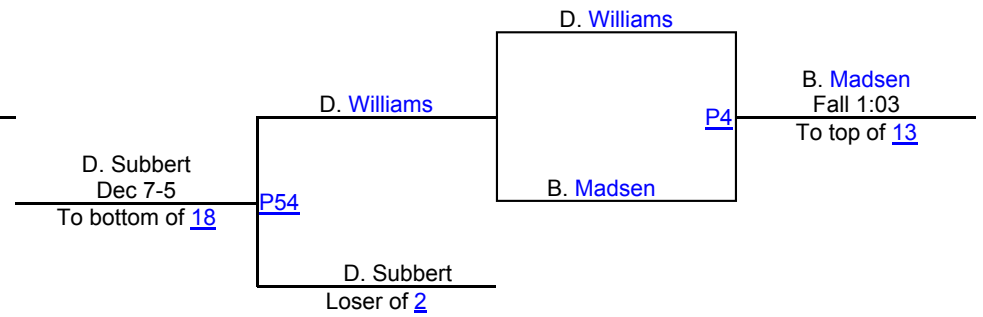 D. Williams
B. Madsen
Fall 1:03
To top of 13
P4
D. Williams
B. Madsen
D. Subbert
Dec 7-5
To bottom of 18
P54
D. Subbert
Loser of 2